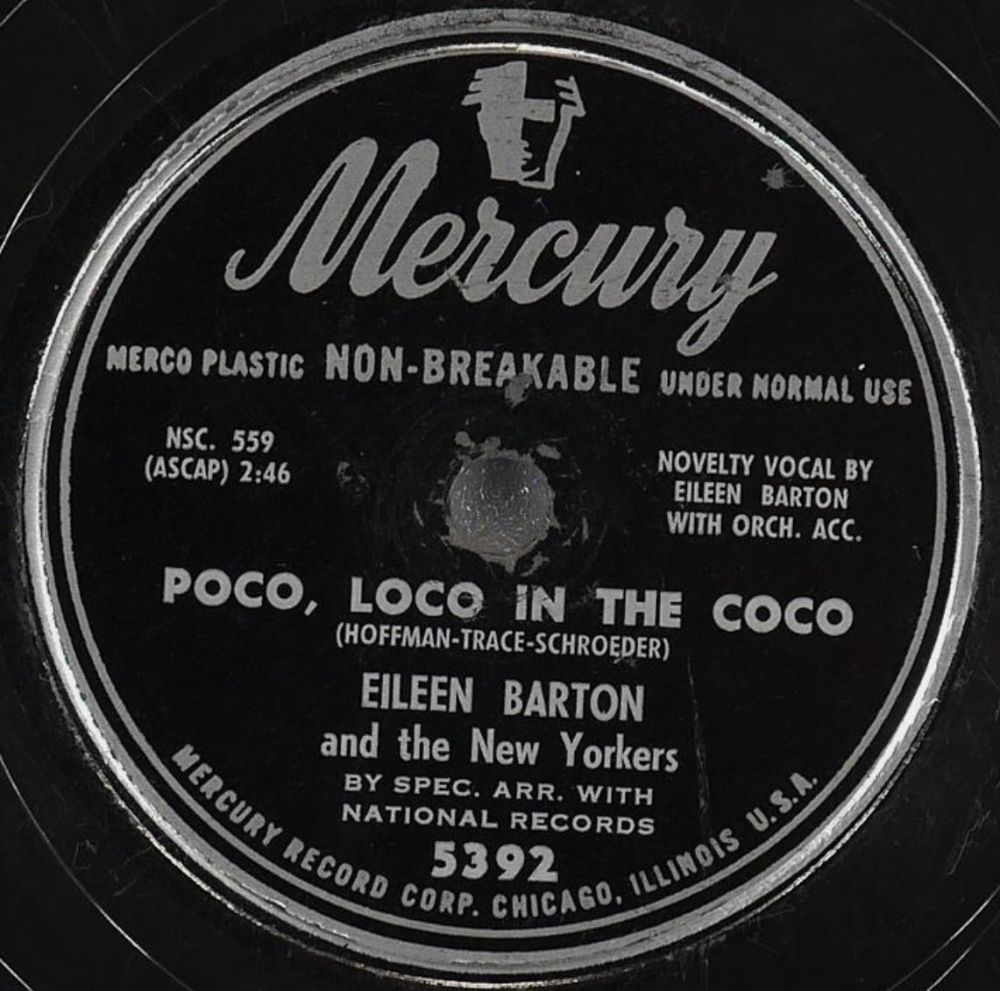 Mercury
MERCO PLASTIC NON-BREAKABLE UNDER NORMAL USE
NSC. 559
(ASCAP) 2:46
NOVELTY VOCAL BY
EILEEN BARTON
WITH ORCH. ACC.
POCO, LOCO IN THE COCO
(HOFFMAN-TRACE-SCHROEDER)
EILEEN BARTON
and the New Yorkers
BY SPEC. ARR. WITH
NATIONAL RECORDS
5392
MERCURY RECORD CORP. CHICAGO, ILLINOIS U.S.A.